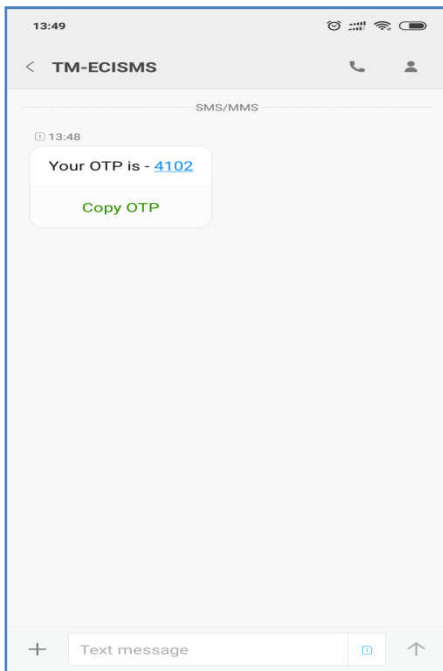 13:49
TM-ECISMS
SMS/MMS
13:48
Your OTP is - 4102
Copy OTP
Text message